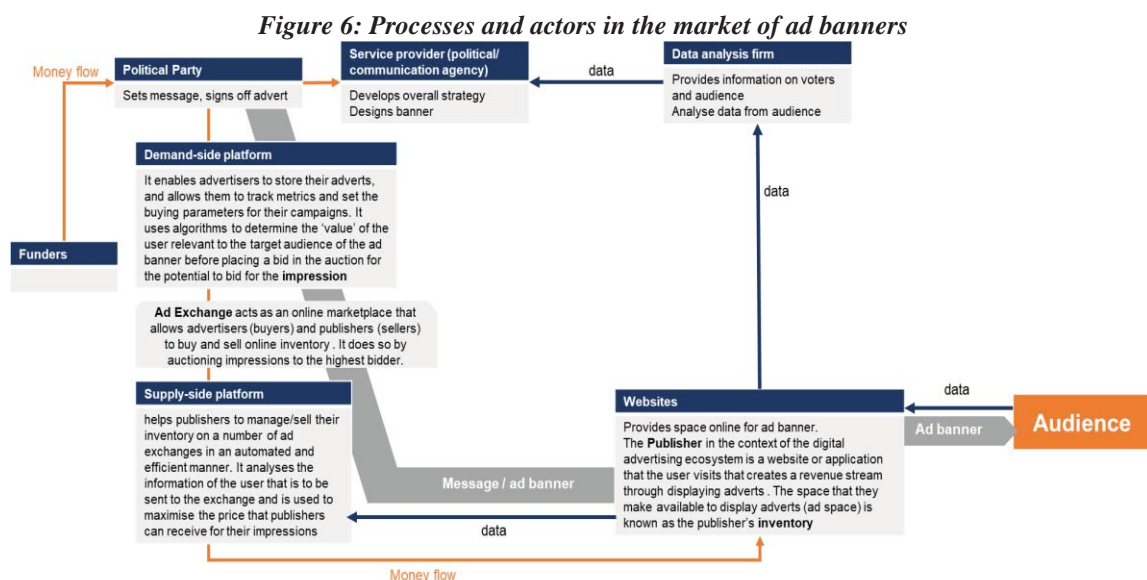 Figure 6: Processes and actors in the market of ad banners
Money flow
Political Party
Sets message, signs off advert
Service provider (political/
communication agency)
Develops overall strategy
Designs banner
data
Data analysis firm
Provides information on voters
and audience
Analyse data from audience
Demand-side platform
It enables advertisers to store their adverts,
and allows them to track metrics and set the
buying parameters for their campaigns. It
uses algorithms to determine the ‘value’ of the
user relevant to the target audience of the ad
banner before placing a bid in the auction for
the potential to bid for the impression
data
Funders
Ad Exchange acts as an online marketplace that
allows advertisers (buyers) and publishers (sellers)
to buy and sell online inventory . It does so by
auctioning impressions to the highest bidder.
Supply-side platform
helps publishers to manage/sell their
inventory on a number of ad
exchanges in an automated and
efficient manner. It analyses the
information of the user that is to be
sent to the exchange and is used to
maximise the price that publishers
can receive for their impressions
Message / ad banner
data
Websites
Provides space online for ad banner.
The Publisher in the context of the digital
advertising ecosystem is a website or application
that the user visits that creates a revenue stream
through displaying adverts . The space that they
make available to display adverts (ad space) is
known as the publisher’s inventory
data
Ad banner
Audience
Money flow